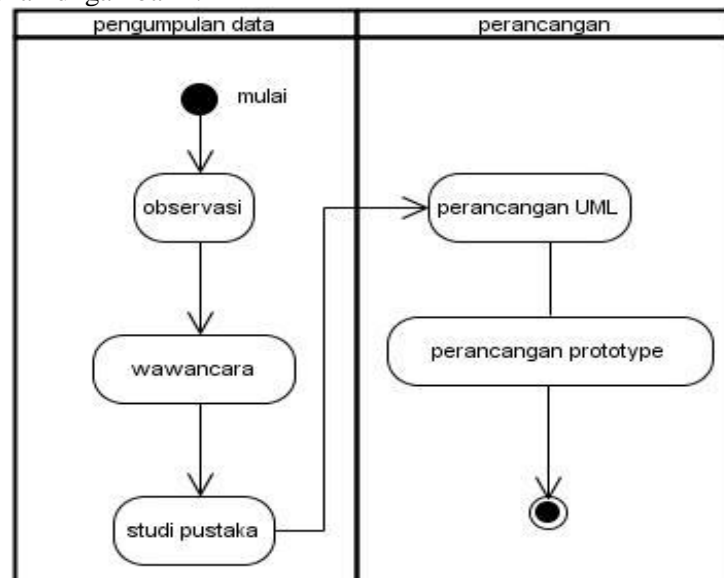 pengumpulan data
perancangan
mulai
observasi
wawancara
studi pustaka
perancangan UML
perancangan prototype